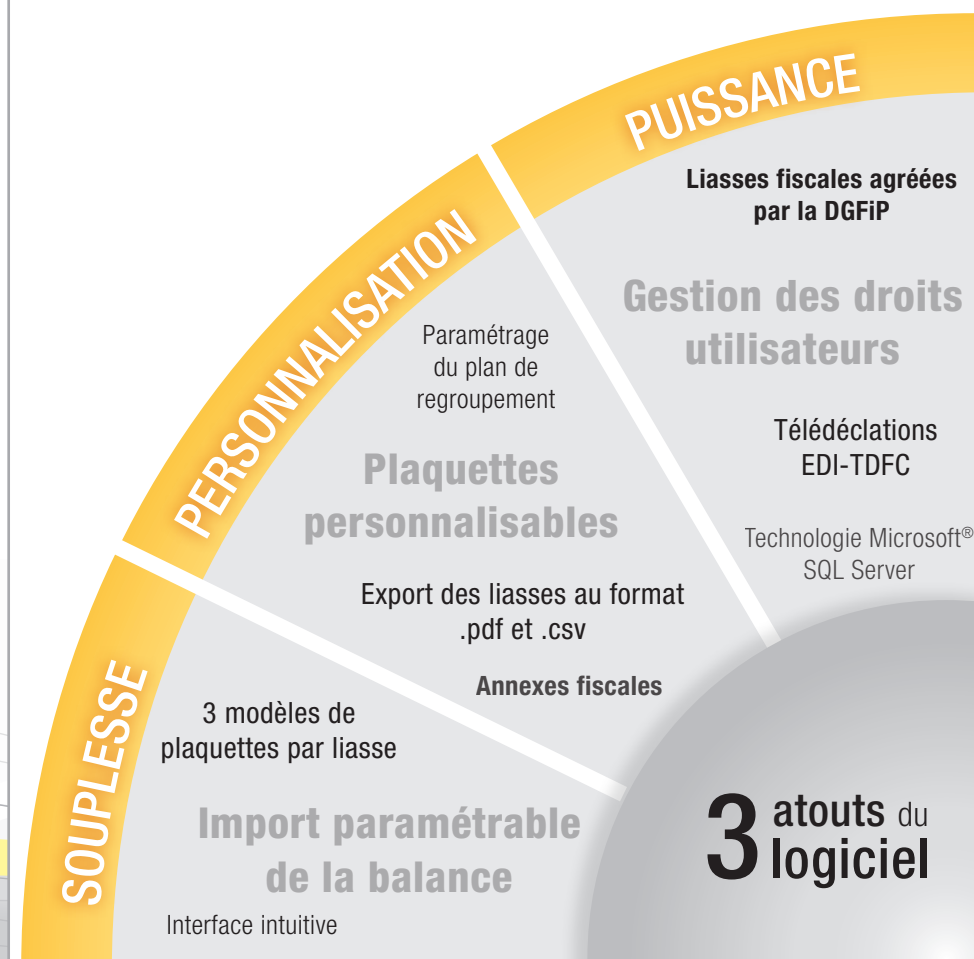 PUISSANCE
Liasses fiscales agréées
par la DGFiP
Gestion des droits
utilisateurs
Télédéclations
EDI-TDFC
Technologie Microsoft®
SQL Server
PERSONNALISATION
Paramétrage
du plan de
regroupement
Plaquettes
personnalisables
Export des liasses au format
.pdf et .csv
Annexes fiscales
SOUPLESSE
3 modèles de
plaquettes par liasse
Import paramétrable
de la balance
Interface intuitive
3 atouts du
logiciel